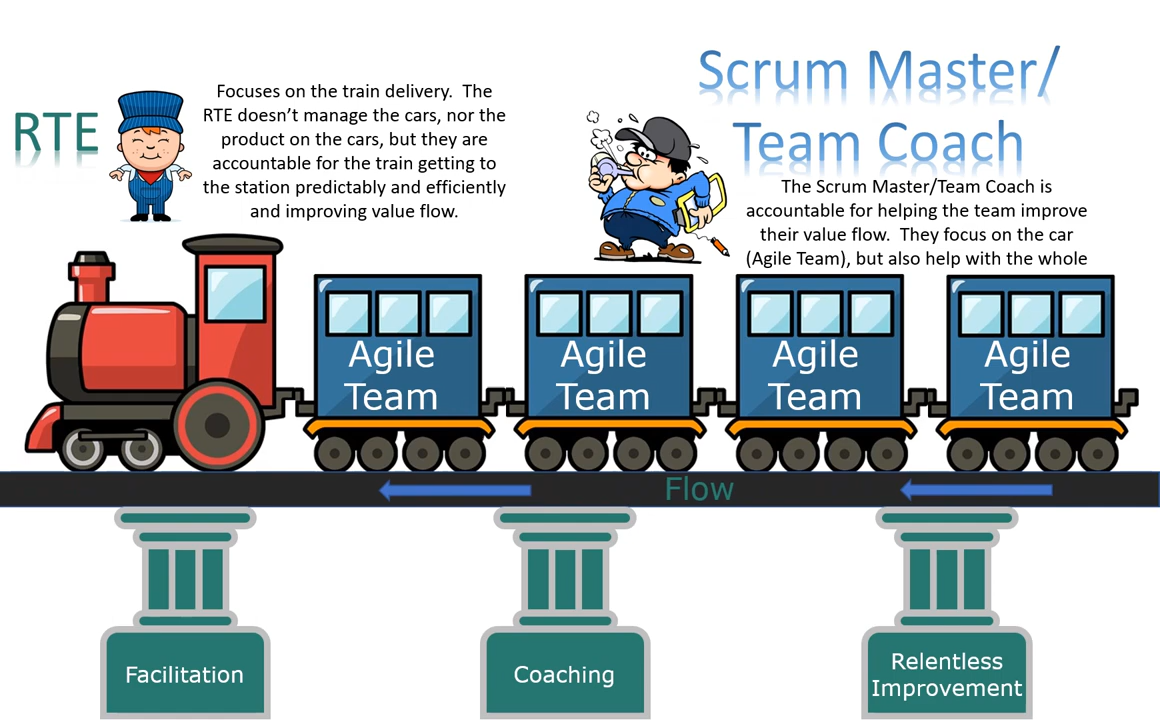 RTE
Focuses on the train delivery.  The
RTE doesn’t manage the cars, nor the
product on the cars, but they are
accountable for the train getting to
the station predictably and efficiently
and improving value flow.
Scrum Master/
Team Coach
The Scrum Master/Team Coach is
accountable for helping the team improve
their value flow.  They focus on the car
(Agile Team), but also help with the whole
Agile
Team
Agile
Team
Agile
Team
Agile
Team
Flow
Facilitation
Coaching
Relentless
Improvement